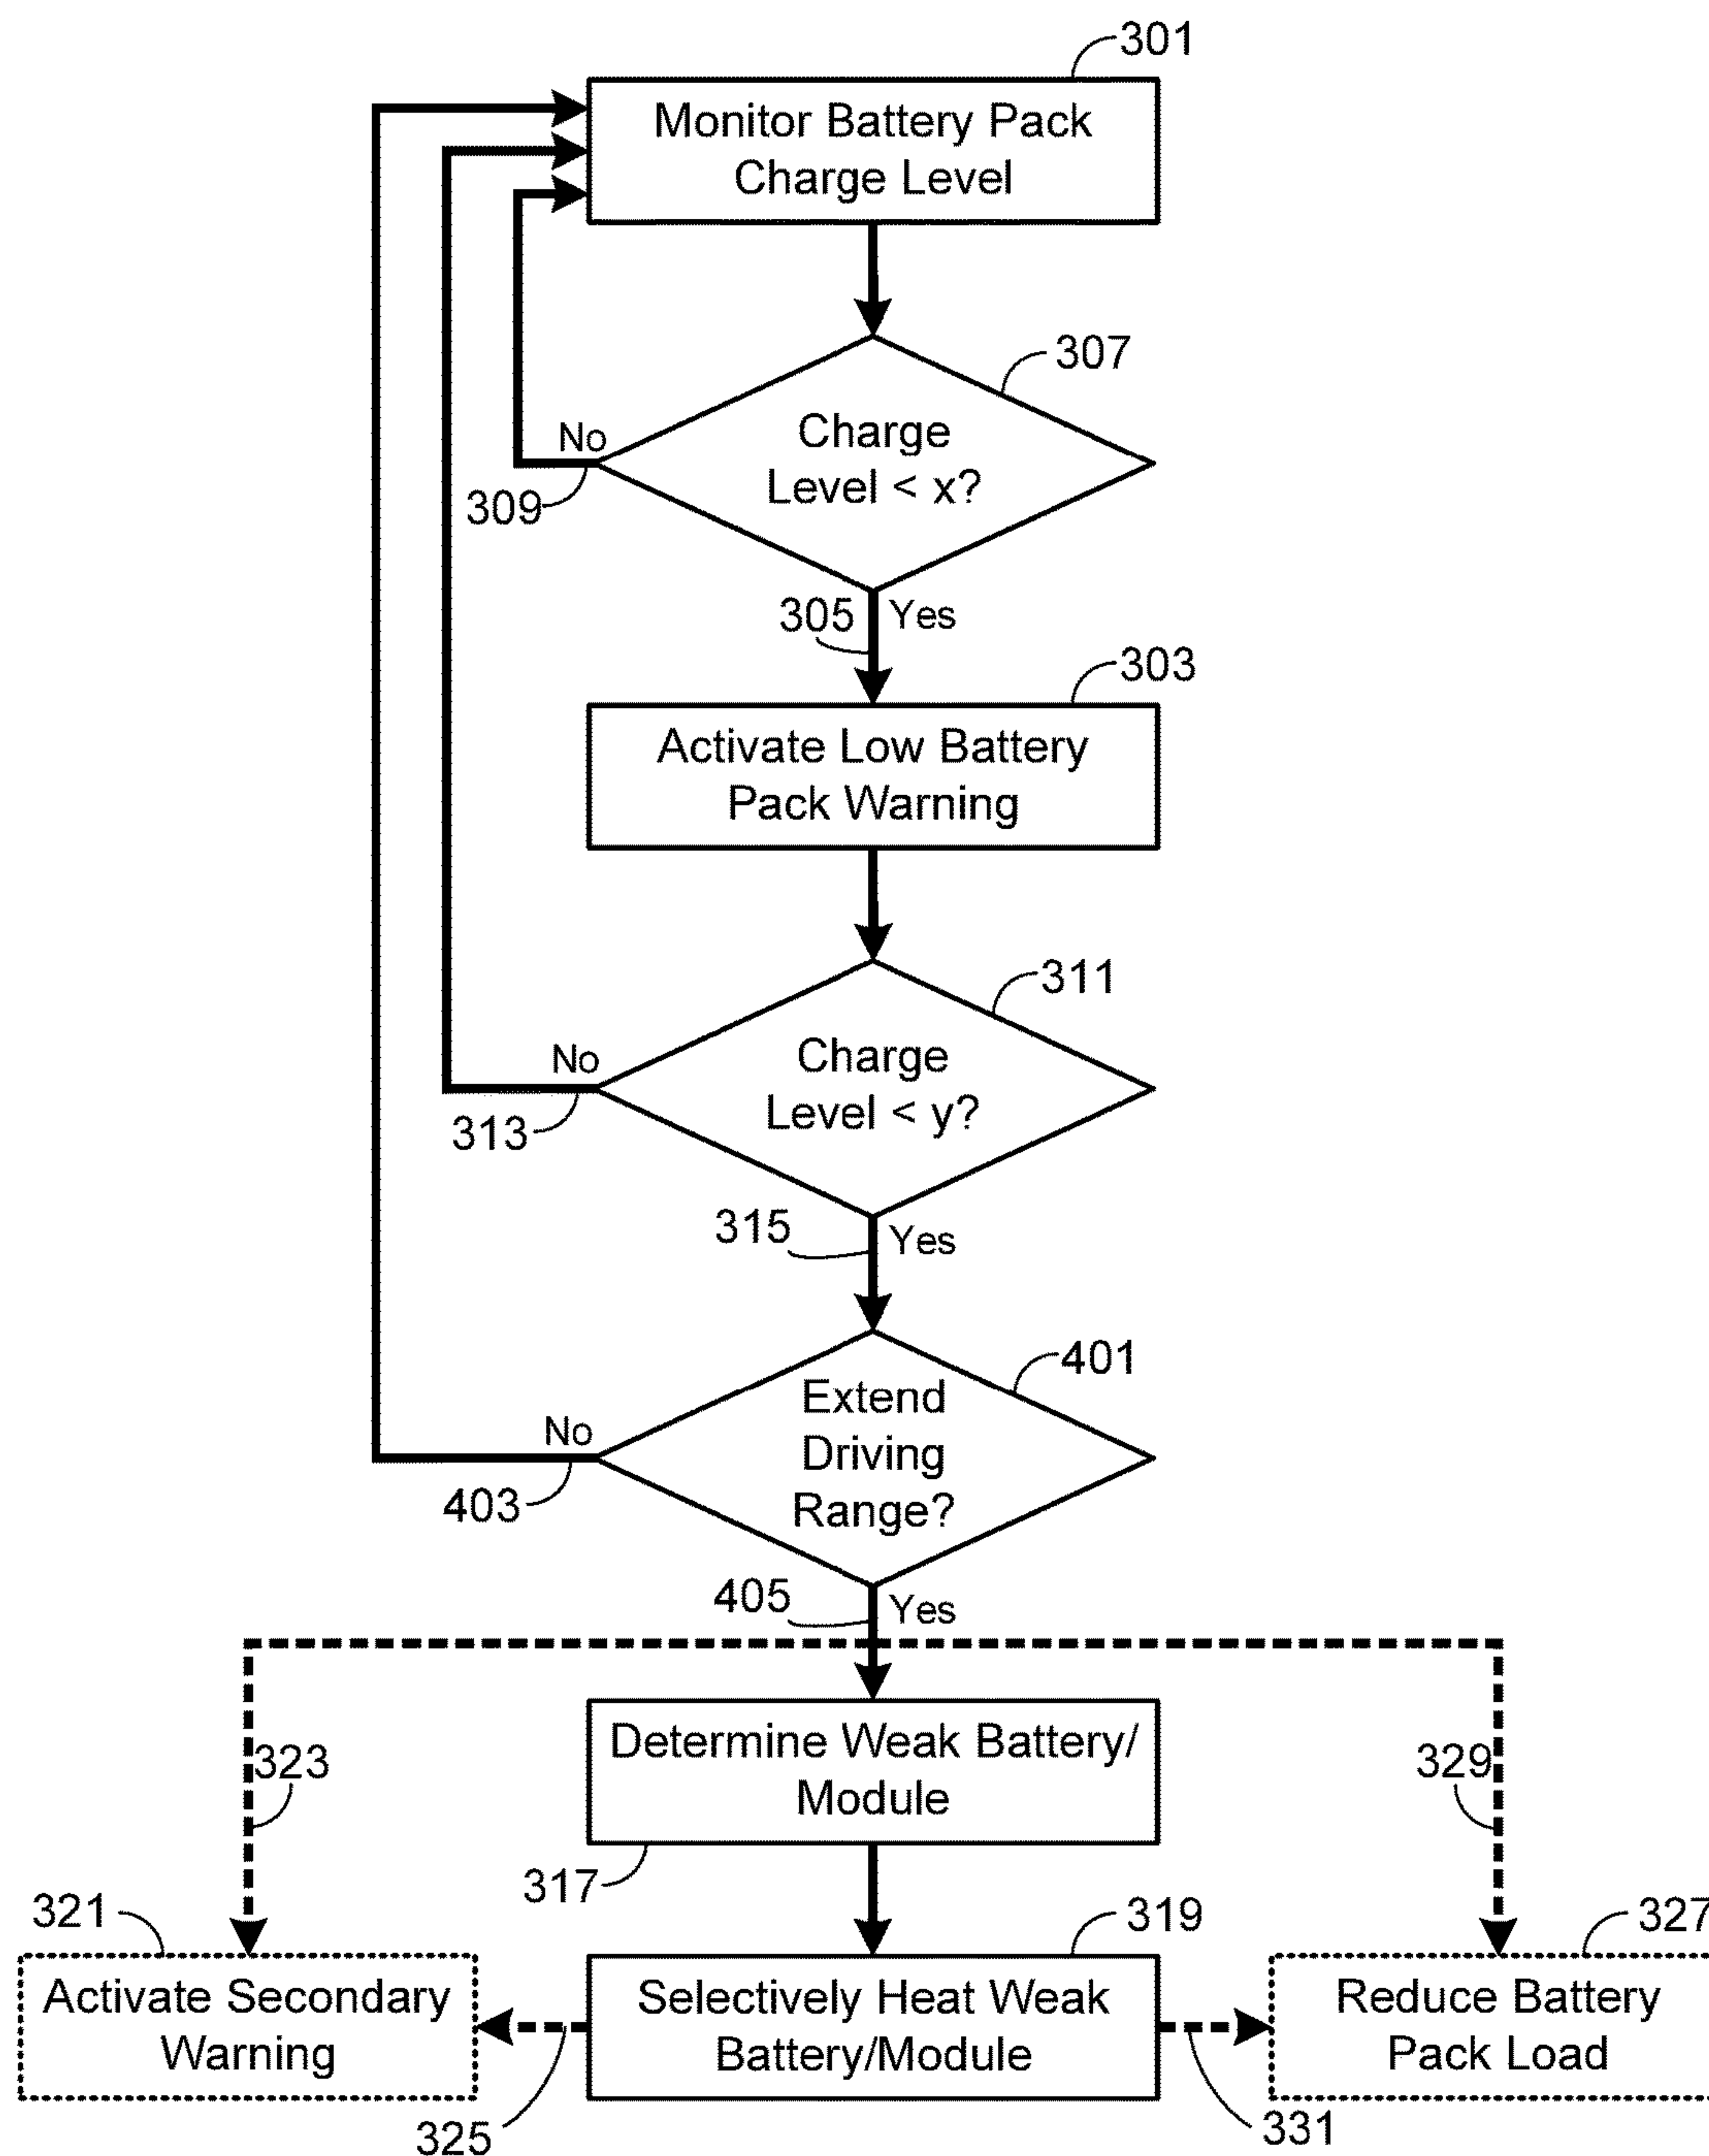 301
Monitor Battery Pack
Charge Level
307
Charge
Level < x?
No
309
305
Yes
303
Activate Low Battery
Pack Warning
311
Charge
Level < y?
No
313
315
Yes
401
Extend
Driving
Range?
No
403
405
Yes
323
Determine Weak Battery/
Module
329
317
321
319
327
Activate Secondary
Warning
Selectively Heat Weak
Battery/Module
Reduce Battery
Pack Load
325
331